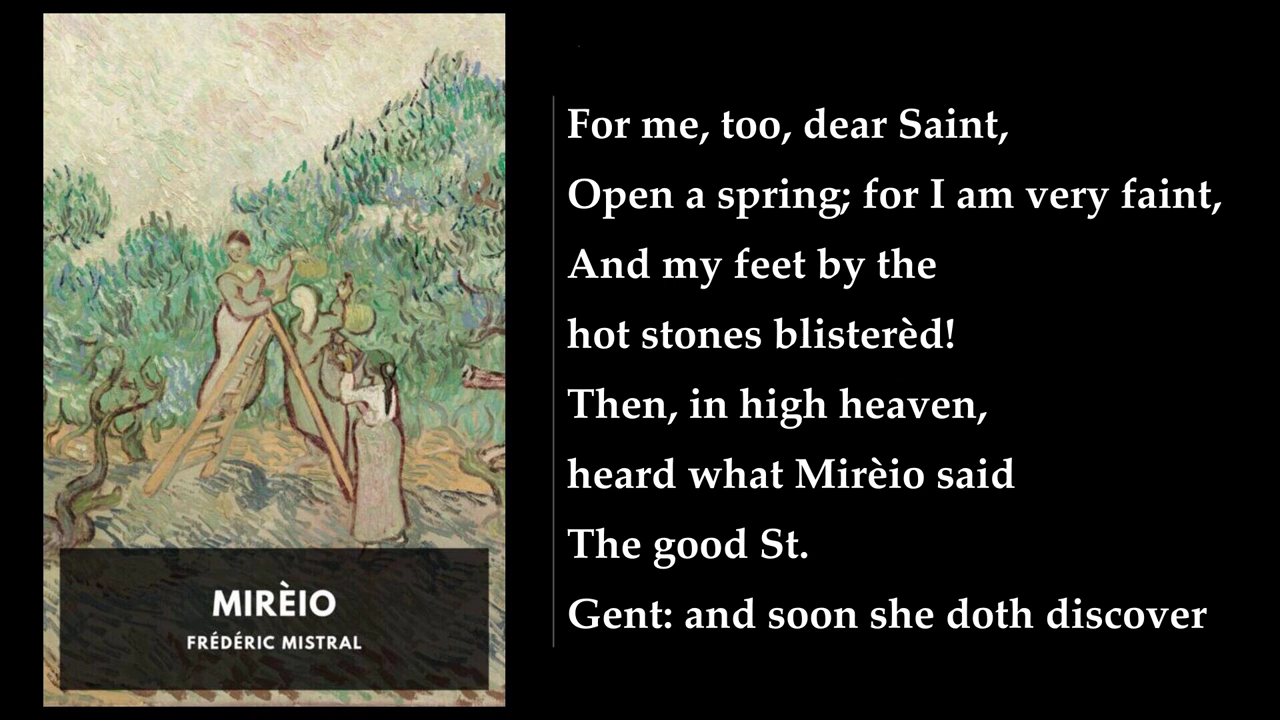 MIRÈIO
FRÉDÉRIC MISTRAL
For me, too, dear Saint,
Open a spring; for I am very faint,
And my feet by the
hot stones blisterèd!
Then, in high heaven,
heard what Mirèio said
The good St.
Gent: and soon she doth discover